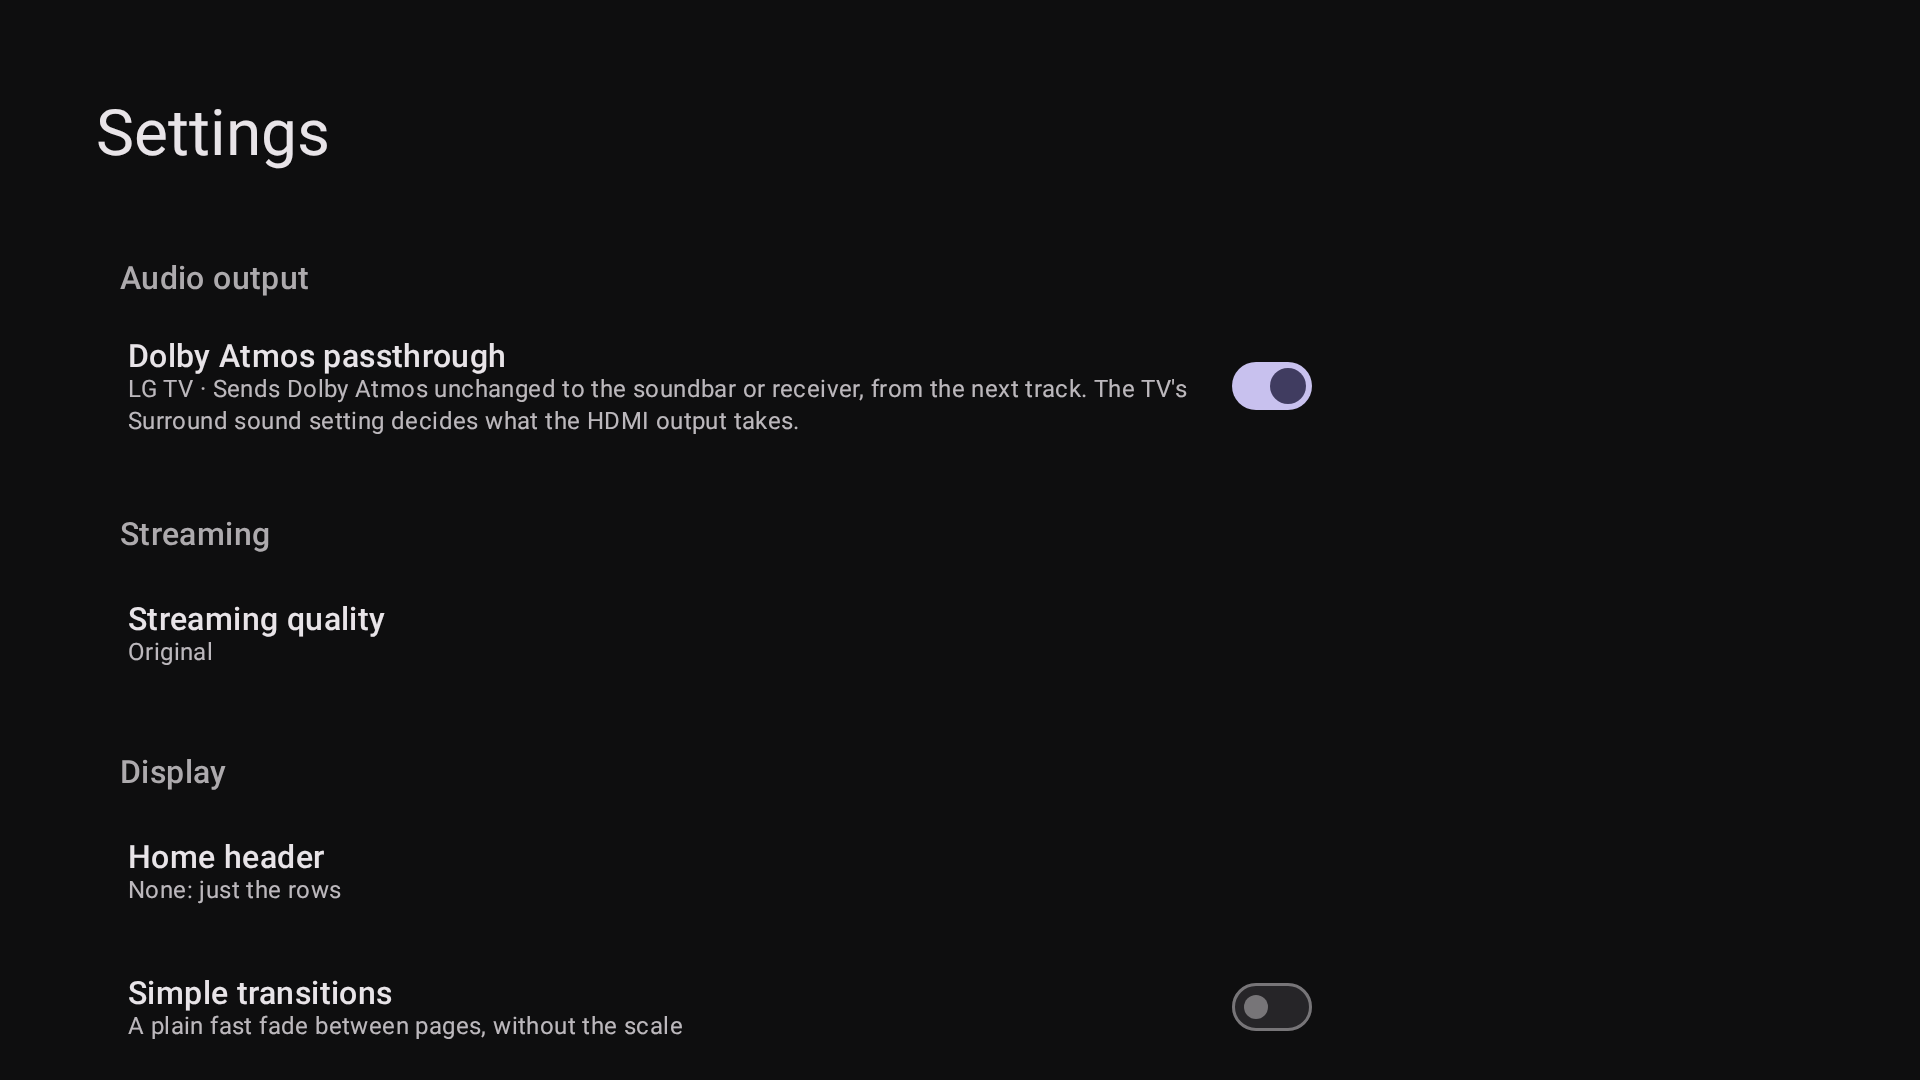 Settings
Audio output
Dolby Atmos passthrough
LG TV · Sends Dolby Atmos unchanged to the soundbar or receiver, from the next track. The TV's
Surround sound setting decides what the HDMI output takes.
Streaming
Streaming quality
Original
Display
Home header
None: just the rows
Simple transitions
A plain fast fade between pages, without the scale